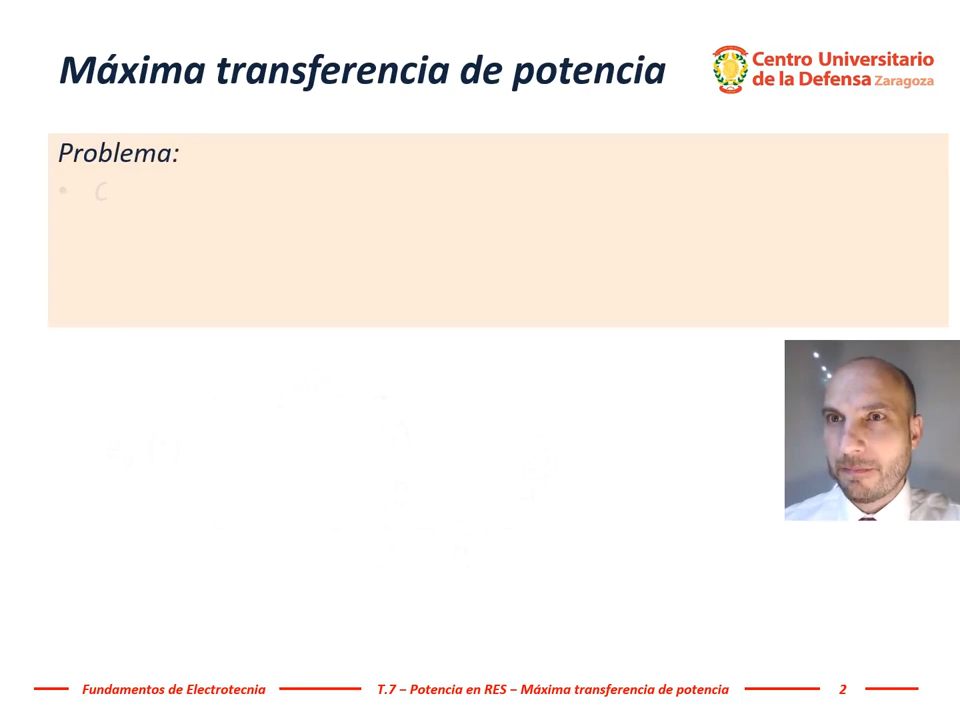 Máxima transferencia de potencia
Centro Universitario
de la Defensa Zaragoza
Problema:
• C
Fundamentos de Electrotecnia
T.7 – Potencia en RES – Máxima transferencia de potencia
2